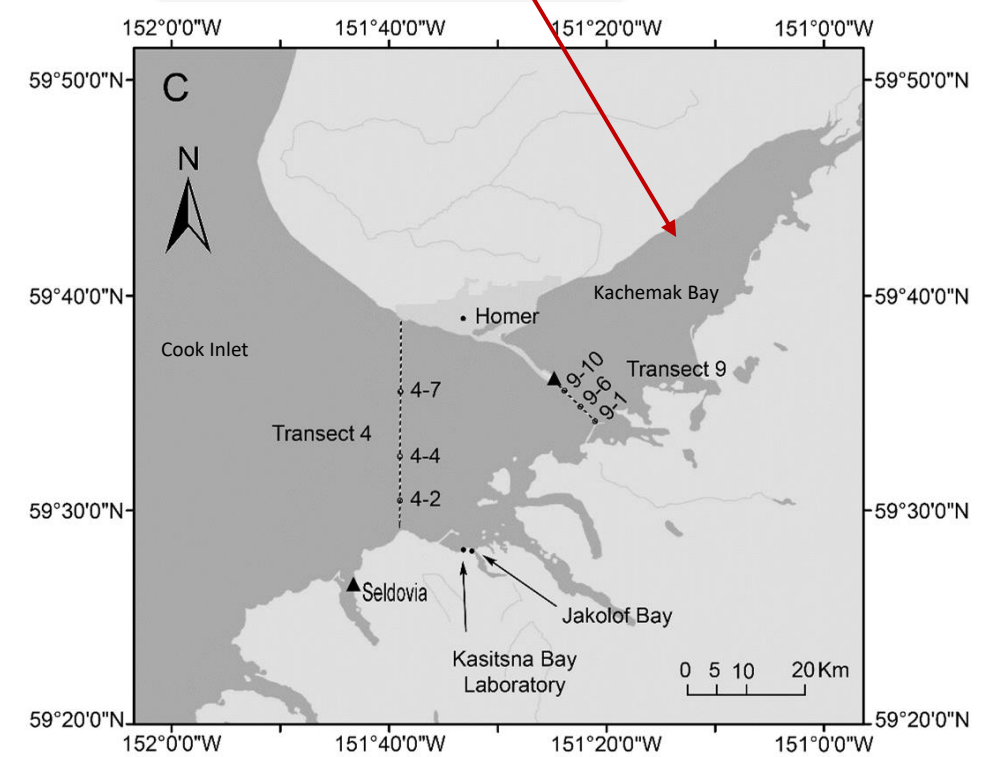 152°0'0"W 151°40'0"W 151°20'0"W 151°0'0"W
59°50'0"N 59°50'0"N
C
N
59°40'0"N 59°40'0"N
Kachemak Bay
Homer
Cook Inlet
Transect 9
9-10
9-6
9-1
4-7
Transect 4
4-4
4-2
59°30'0"N 59°30'0"N
Seldovia
Jakolof Bay
Kasitsna Bay
Laboratory
0 5 10 20 Km
59°20'0"N 59°20'0"N
152°0'0"W 151°40'0"W 151°20'0"W 151°0'0"W